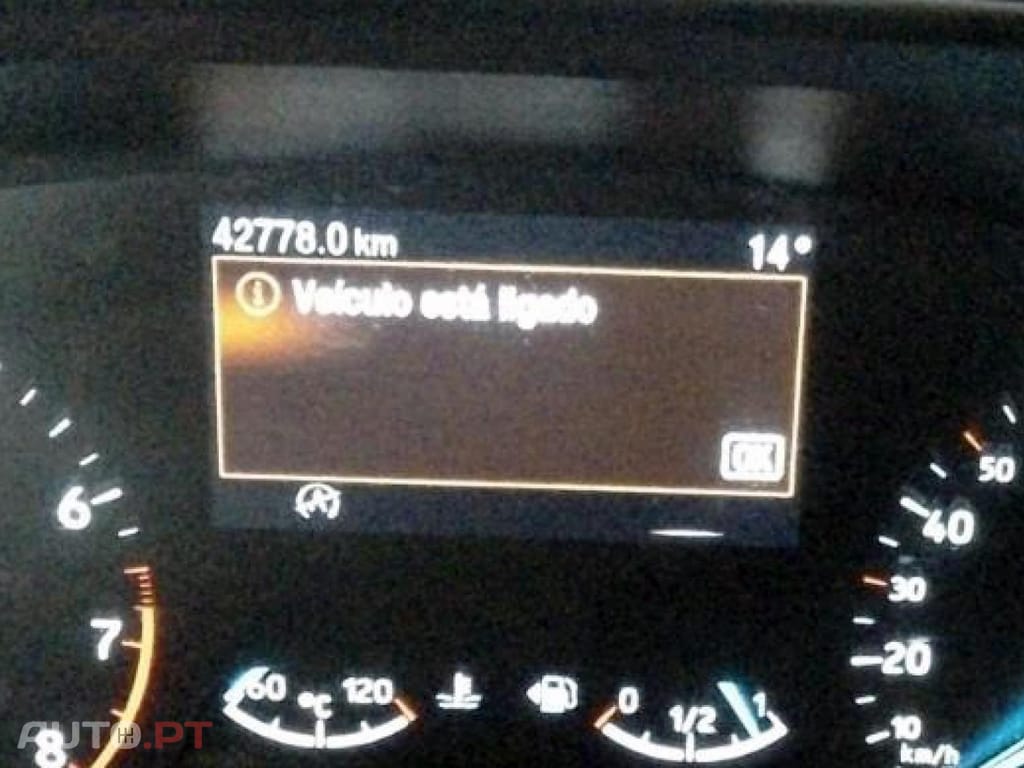 42778.0 km 14°
Veículo está ligado
OK
50
6 40
30
7 20
60 °C 120 0 1/2 1
10
km/h
8
AUTO.PT